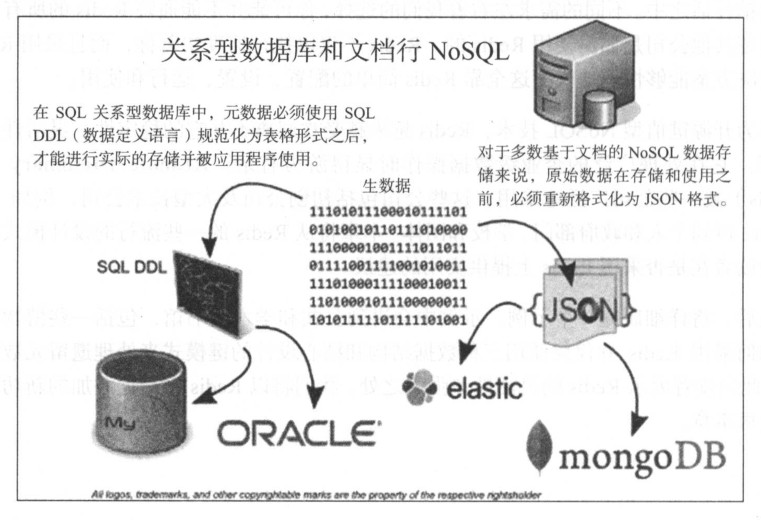 关系型数据库和文档行 NoSQL
在 SQL 关系型数据库中，元数据必须使用 SQL
DDL（数据定义语言）规范化为表格形式之后，
才能进行实际的存储并被应用程序使用。
对于多数基于文档的 NoSQL 数据存
储来说，原始数据在存储和使用之
前，必须重新格式化为 JSON 格式。
生数据
11101011100010111101
01010010110111010000
11100001001111011011
01111001111001010011
11101000111100010011
11010001011100000011
10101111101111101001
SQL DDL
{JSON}
elastic
My
ORACLE
mongoDB
All logos, trademarks, and other copyrightable marks are the property of the respective rightsholder